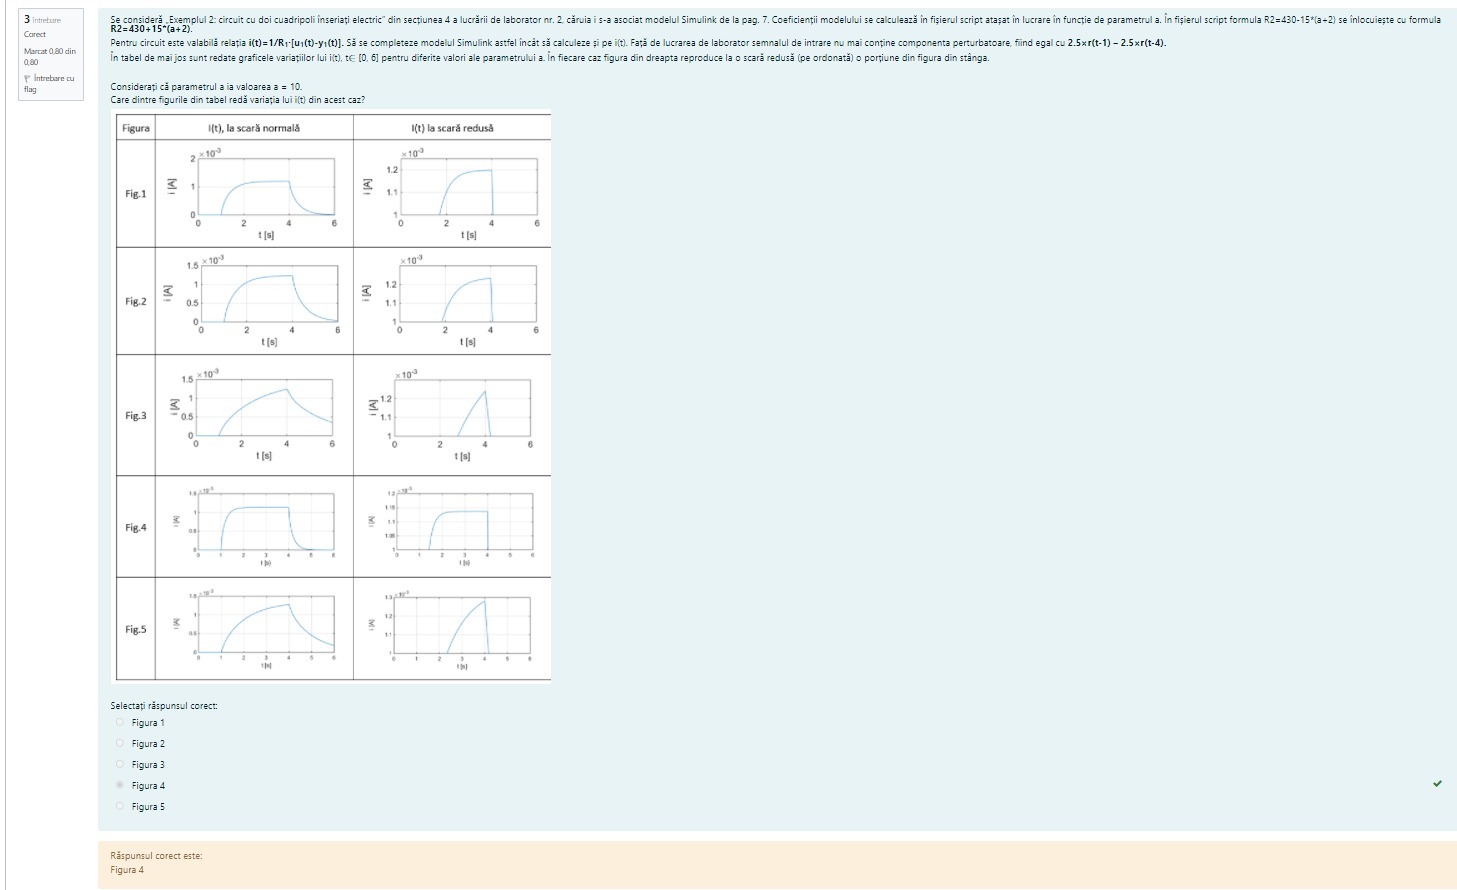 3 Întrebare
Corect
Marcat 0,80 din
0,80
Întrebare cu
flag
Se consideră „Exemplul 2: circuit cu doi cuadripoli înseriați electric” din secțiunea 4 a lucrării de laborator nr. 2, căruia i s-a asociat modelul Simulink de la pag. 7. Coeficienții modelului se calculează în fișierul script atașat în lucrare în funcție de parametrul a. În fișierul script formula R2=430-15*(a+2) se înlocuiește cu formula
R2=430+15*(a+2).
Pentru circuit este valabilă relația i(t)=1/R₁·[u₁(t)-y₁(t)]. Să se completeze modelul Simulink astfel încât să calculeze și pe i(t). Față de lucrarea de laborator semnalul de intrare nu mai conține componenta perturbatoare, fiind egal cu 2.5×r(t-1) – 2.5×r(t-4).
În tabel de mai jos sunt redate graficele variațiilor lui i(t), t∈ [0, 6] pentru diferite valori ale parametrului a. În fiecare caz figura din dreapta reproduce la o scară redusă (pe ordonată) o porțiune din figura din stânga.
Considerați că parametrul a ia valoarea a = 10.
Care dintre figurile din tabel redă variația lui i(t) din acest caz?
Figura I(t), la scară normală I(t) la scară redusă
Fig.1
×10⁻³
2
1
0
i [A]
0 2 4 6
t [s]
×10⁻³
1.2
1.1
1
i [A]
0 2 4 6
t [s]
Fig.2
×10⁻³
1.5
1
0.5
0
i [A]
0 2 4 6
t [s]
×10⁻³
1.2
1.1
1
i [A]
0 2 4 6
t [s]
Fig.3
×10⁻³
1.5
1
0.5
0
i [A]
0 2 4 6
t [s]
×10⁻³
1.2
1.1
1
i [A]
0 2 4 6
t [s]
Fig.4
1
0.5
0
i [A]
0 1 2 3 4 5 6
t [s]
1.2
1.15
1.1
1.05
1
i [A]
0 1 2 3 4 5 6
t [s]
Fig.5
1.5
1
0.5
0
i [A]
0 1 2 3 4 5 6
t [s]
1.3
1.2
1.1
1
i [A]
0 1 2 3 4 5 6
t [s]
Selectați răspunsul corect:
Figura 1
Figura 2
Figura 3
Figura 4
Figura 5
Răspunsul corect este:
Figura 4